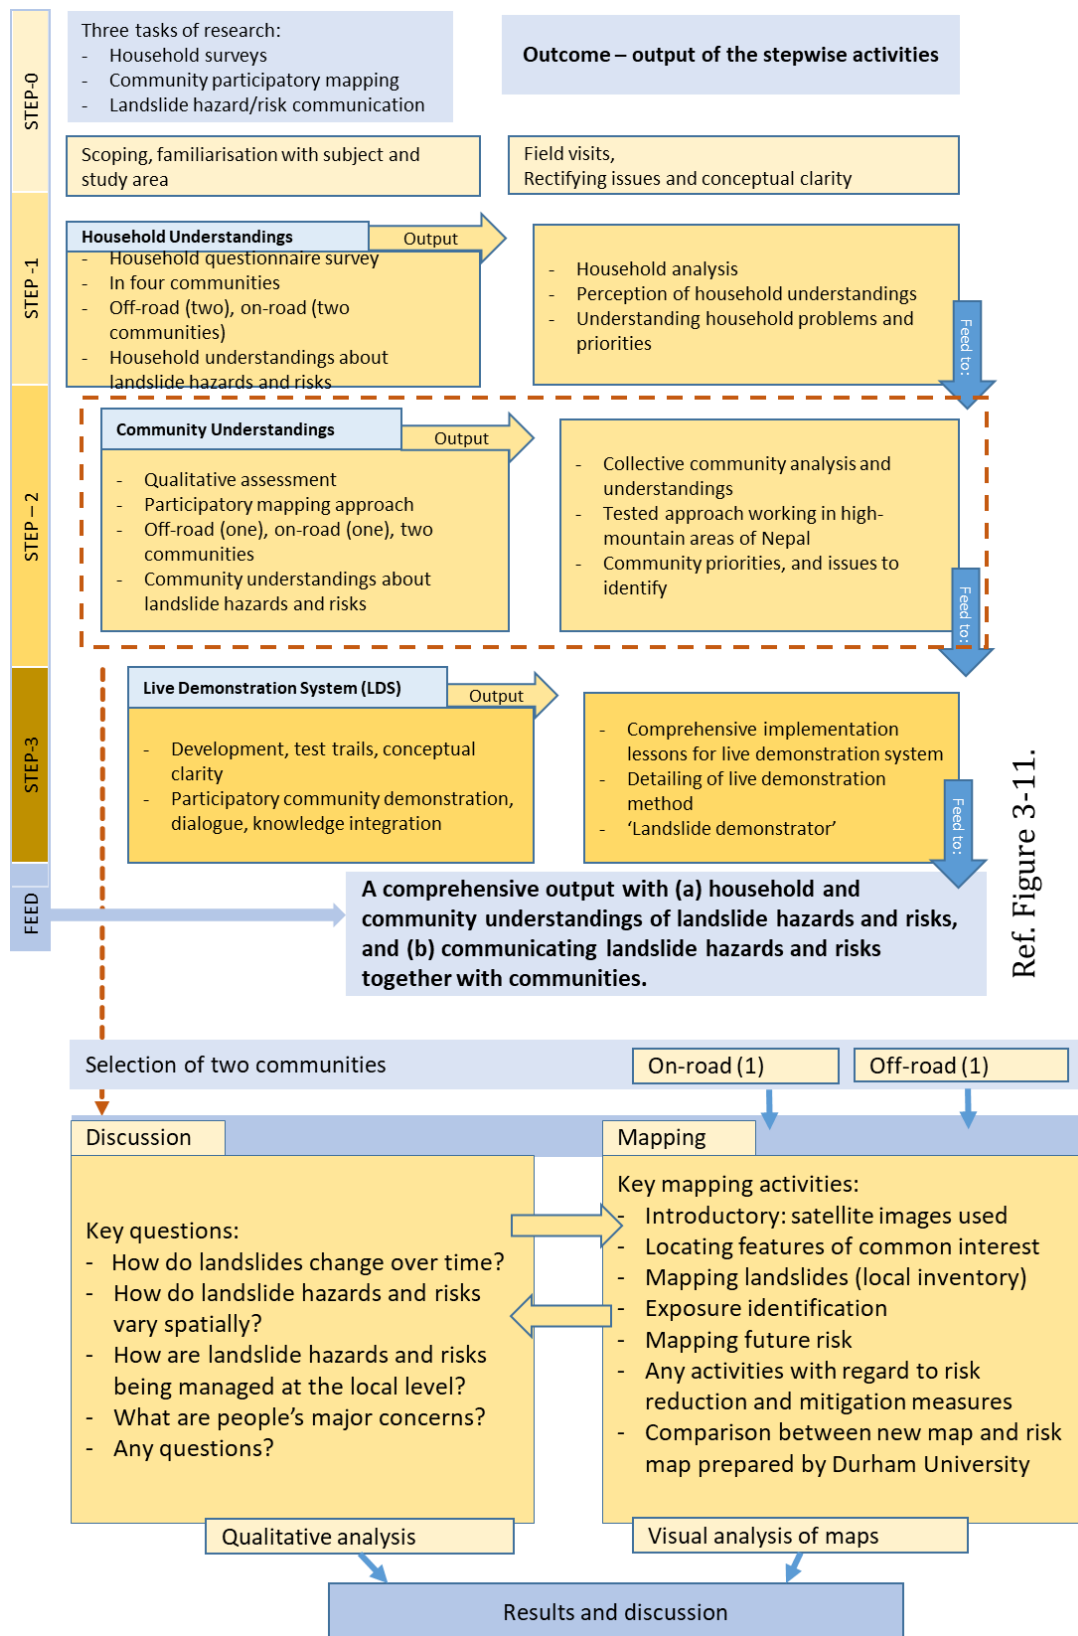 STEP-0
Three tasks of research:
- Household surveys
- Community participatory mapping
- Landslide hazard/risk communication
Outcome – output of the stepwise activities
Scoping, familiarisation with subject and
study area
Field visits,
Rectifying issues and conceptual clarity
STEP -1
Household Understandings
Output
- Household questionnaire survey
- In four communities
- Off-road (two), on-road (two
communities)
- Household understandings about
landslide hazards and risks
- Household analysis
- Perception of household understandings
- Understanding household problems and
priorities
Feed to:
STEP – 2
Community Understandings
Output
- Qualitative assessment
- Participatory mapping approach
- Off-road (one), on-road (one), two
communities
- Community understandings about
landslide hazards and risks
- Collective community analysis and
understandings
- Tested approach working in high-
mountain areas of Nepal
- Community priorities, and issues to
identify
Feed to:
STEP-3
Live Demonstration System (LDS)
Output
- Development, test trails, conceptual
clarity
- Participatory community demonstration,
dialogue, knowledge integration
- Comprehensive implementation
lessons for live demonstration system
- Detailing of live demonstration
method
- ‘Landslide demonstrator’
Feed to:
Ref. Figure 3-11.
FEED
A comprehensive output with (a) household and
community understandings of landslide hazards and risks,
and (b) communicating landslide hazards and risks
together with communities.
Selection of two communities
On-road (1)
Off-road (1)
Discussion
Key questions:
- How do landslides change over time?
- How do landslide hazards and risks
vary spatially?
- How are landslide hazards and risks
being managed at the local level?
- What are people’s major concerns?
- Any questions?
Mapping
Key mapping activities:
- Introductory: satellite images used
- Locating features of common interest
- Mapping landslides (local inventory)
- Exposure identification
- Mapping future risk
- Any activities with regard to risk
reduction and mitigation measures
- Comparison between new map and risk
map prepared by Durham University
Qualitative analysis
Visual analysis of maps
Results and discussion